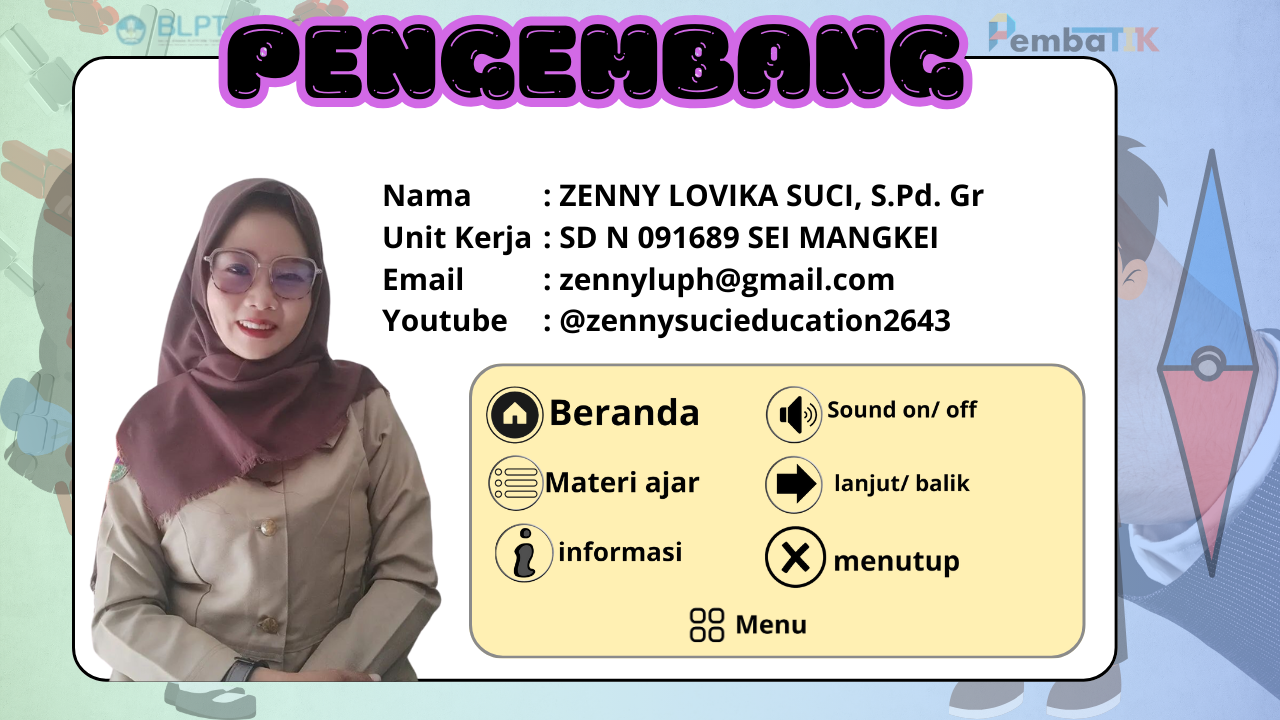 BLPT
PembaTIK
PENGEMBANG
Nama : ZENNY LOVIKA SUCI, S.Pd. Gr
Unit Kerja : SD N 091689 SEI MANGKEI
Email : zennyluph@gmail.com
Youtube : @zennysucieducation2643
Beranda
Sound on/ off
Materi ajar
lanjut/ balik
informasi
menutup
Menu